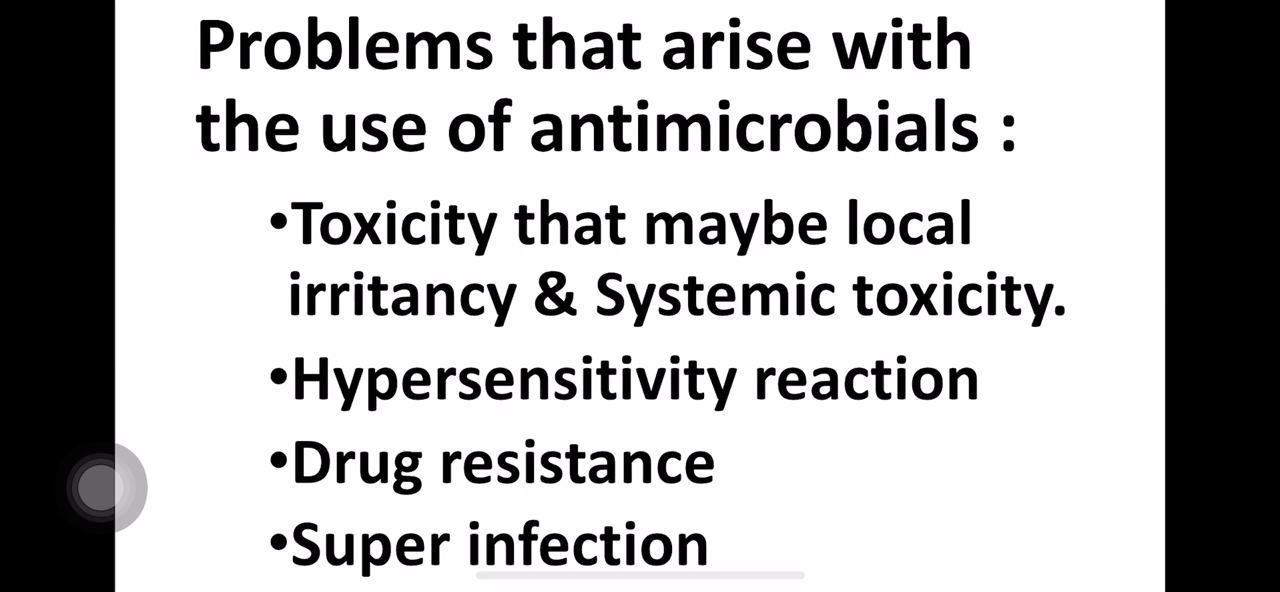 Problems that arise with
the use of antimicrobials :
•Toxicity that maybe local
irritancy & Systemic toxicity.
•Hypersensitivity reaction
•Drug resistance
•Super infection